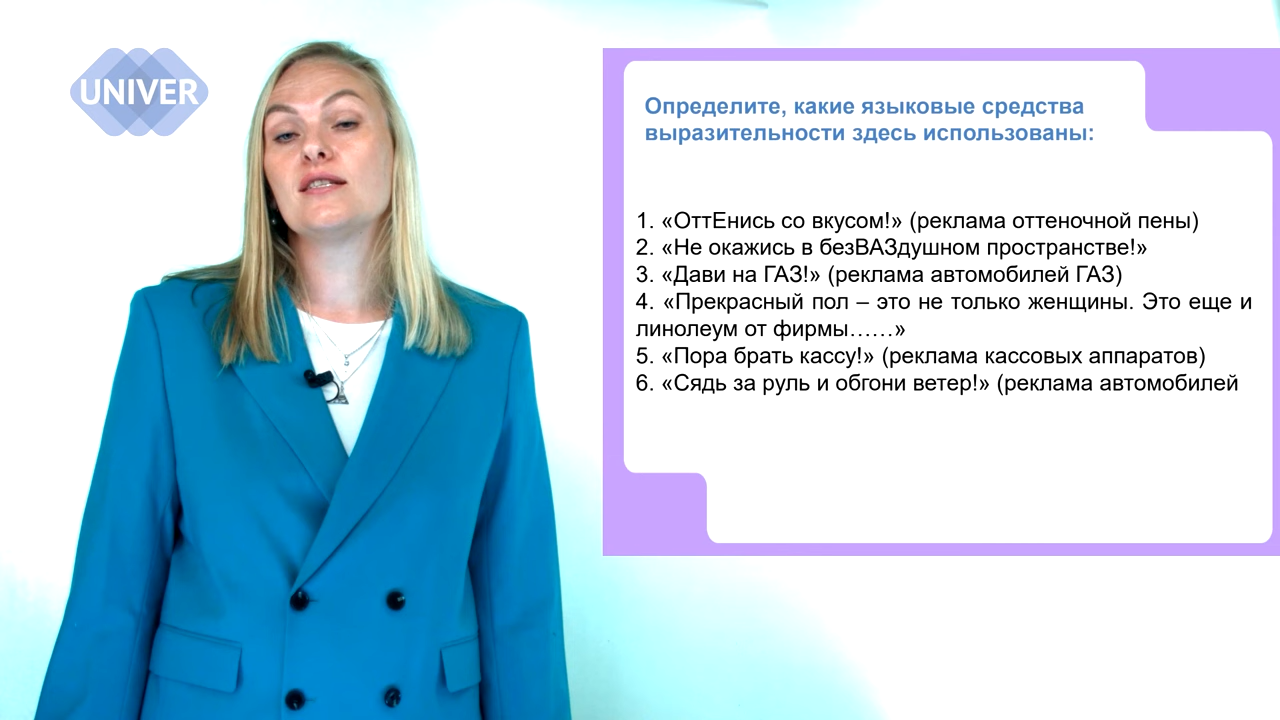 UNIVER
Определите, какие языковые средства
выразительности здесь использованы:
1. «ОттЕнись со вкусом!» (реклама оттеночной пены)
2. «Не окажись в безВАЗдушном пространстве!»
3. «Дави на ГАЗ!» (реклама автомобилей ГАЗ)
4. «Прекрасный пол – это не только женщины. Это еще и
линолеум от фирмы……»
5. «Пора брать кассу!» (реклама кассовых аппаратов)
6. «Сядь за руль и обгони ветер!» (реклама автомобилей